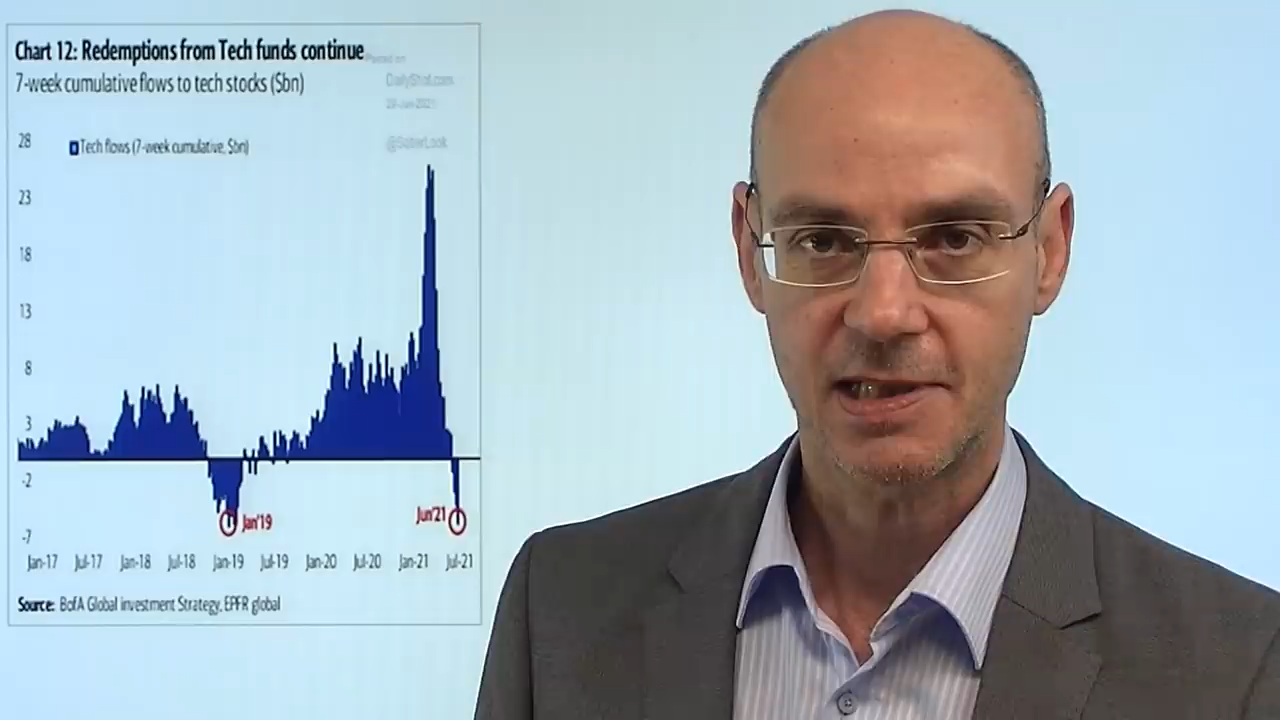 Chart 12: Redemptions from Tech funds continue
Posted on
7-week cumulative flows to tech stocks ($bn)
DailyShot.com
@SoberLook
28
Tech flows (7-week cumulative, $bn)
23
18
13
8
3
-2
-7
Jan'19
Jun'21
Jan-17 Jul-17 Jan-18 Jul-18 Jan-19 Jul-19 Jan-20 Jul-20 Jan-21 Jul-21
Source: BofA Global investment Strategy, EPFR global